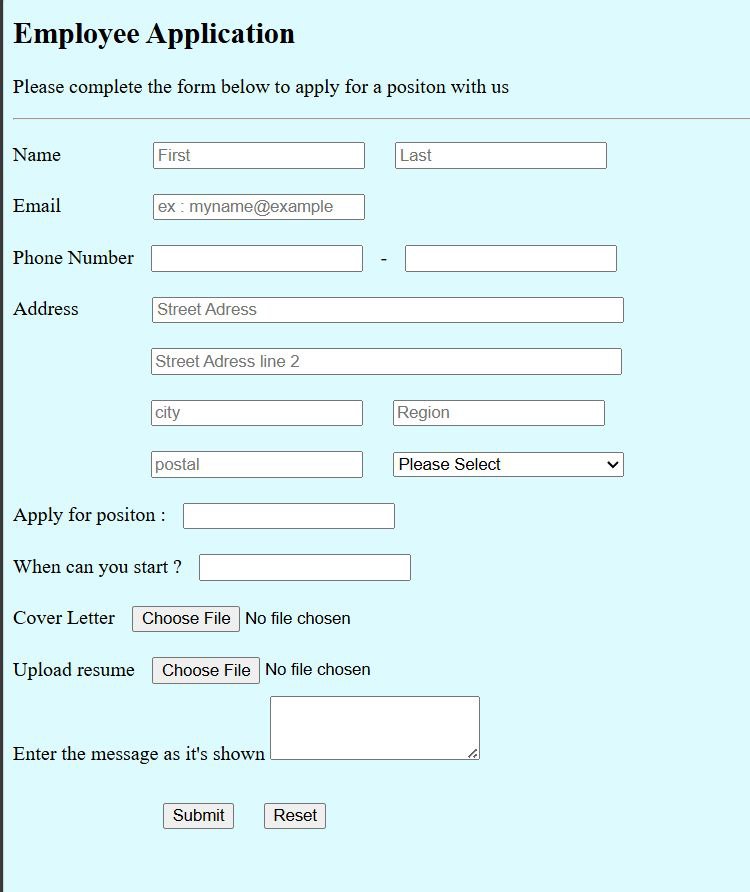 Employee Application
Please complete the form below to apply for a positon with us
Name First Last
Email ex : myname@example
Phone Number -
Address Street Adress
Street Adress line 2
city Region
postal Please Select
Apply for positon :
When can you start ?
Cover Letter Choose File No file chosen
Upload resume Choose File No file chosen
Enter the message as it's shown
Submit Reset